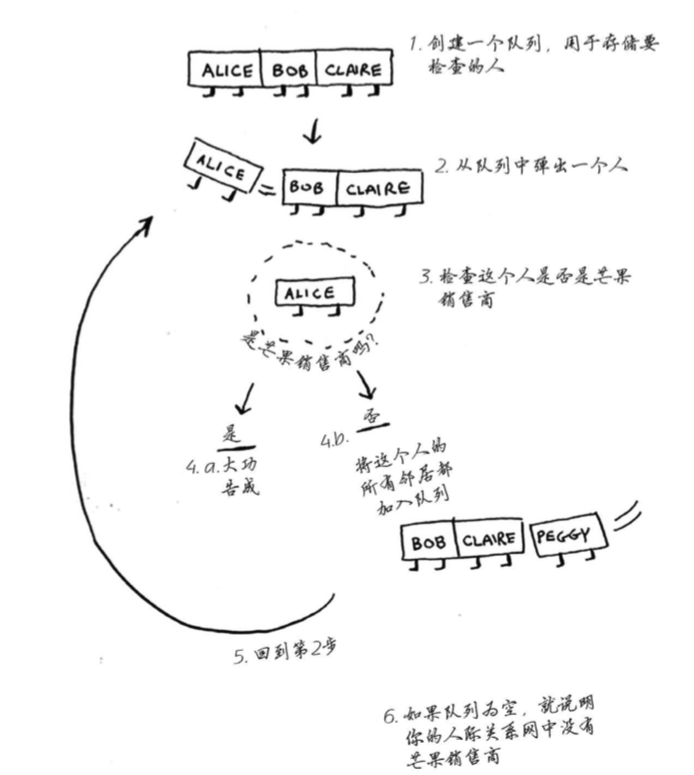 1. 创建一个队列，用于存储要
检查的人
ALICE BOB CLAIRE
2. 从队列中弹出一个人
ALICE BOB CLAIRE
3. 检查这个人是否是芒果
销售商
ALICE
是芒果销售商吗?
是
4.a.大功
告成
4.b. 否
将这个人的
所有邻居都
加入队列
BOB CLAIRE PEGGY
5. 回到第2步
6. 如果队列为空，就说明
你的人际关系网中没有
芒果销售商